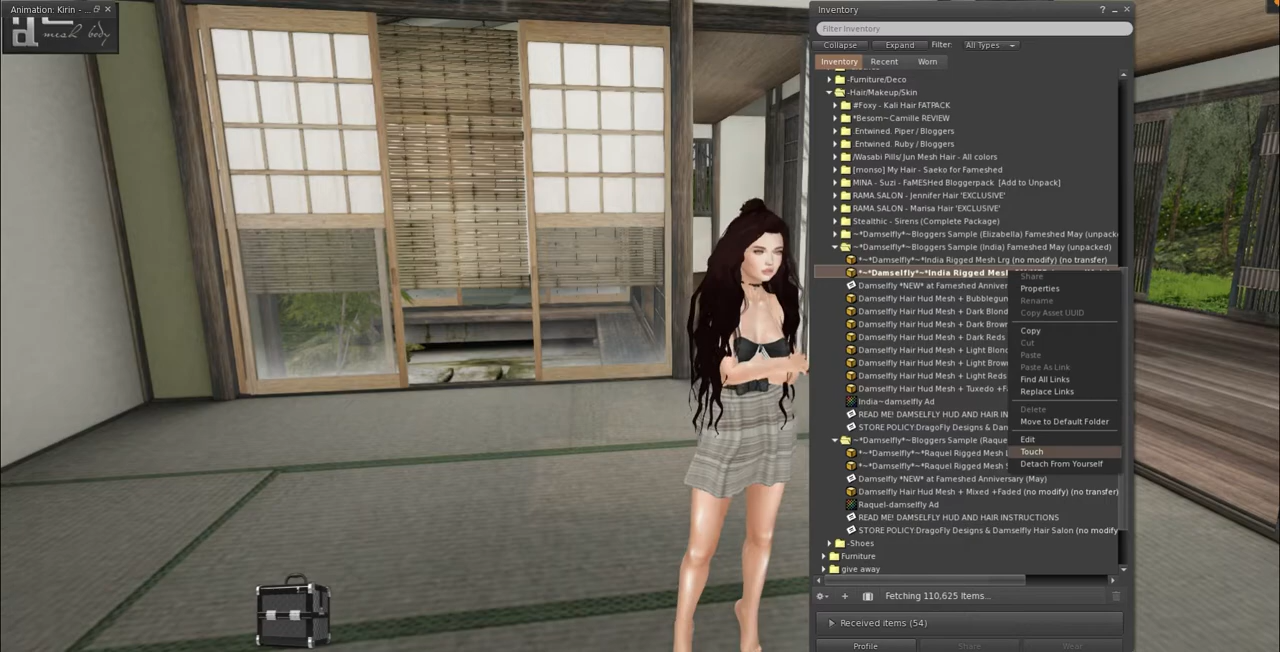 Animation: Kirin - ...
mesh body
Inventory
Filter Inventory
Collapse
Expand
Filter:
All Types
Inventory
Recent
Worn
-Furniture/Deco
-Hair/Makeup/Skin
#Foxy - Kali Hair FATPACK
*Besom~Camille REVIEW
.Entwined. Piper / Bloggers
.Entwined. Ruby / Bloggers
/Wasabi Pills/ Jun Mesh Hair - All colors
[monso] My Hair - Saeko for Fameshed
MINA - Suzi - FaMESHed Bloggerpack [Add to Unpack]
RAMA.SALON - Jennifer Hair 'EXCLUSIVE'
RAMA.SALON - Marisa Hair 'EXCLUSIVE'
Stealthic - Sirens (Complete Package)
~*Damselfly*~Bloggers Sample (Elizabella) Fameshed May (unpack
~*Damselfly*~Bloggers Sample (India) Fameshed May (unpacked)
*~*Damselfly*~*India Rigged Mesh Lrg (no modify) (no transfer)
*~*Damselfly*~*India Rigged Mesh
Damselfly *NEW* at Fameshed Anniver
Damselfly Hair Hud Mesh + Bubblegun
Damselfly Hair Hud Mesh + Dark Blond
Damselfly Hair Hud Mesh + Dark Brown
Damselfly Hair Hud Mesh + Dark Reds
Damselfly Hair Hud Mesh + Light Blond
Damselfly Hair Hud Mesh + Light Brow
Damselfly Hair Hud Mesh + Light Reds
Damselfly Hair Hud Mesh + Tuxedo +F
India~damselfly Ad
READ ME! DAMSELFLY HUD AND HAIR IN
STORE POLICY:DragoFly Designs & Dam
~*Damselfly*~Bloggers Sample (Raque
*~*Damselfly*~*Raquel Rigged Mesh
*~*Damselfly*~*Raquel Rigged Mesh
Damselfly *NEW* at Fameshed Anniversary (May)
Damselfly Hair Hud Mesh + Mixed +Faded (no modify) (no transfer)
Raquel-damselfly Ad
READ ME! DAMSELFLY HUD AND HAIR INSTRUCTIONS
STORE POLICY:DragoFly Designs & Damselfly Hair Salon (no modify
-Shoes
Furniture
give away
Share
Properties
Rename
Copy Asset UUID
Copy
Cut
Paste
Paste As Link
Find All Links
Replace Links
Delete
Move to Default Folder
Edit
Touch
Detach From Yourself
Fetching 110,625 Items...
Received items (54)
Profile
Share
Wear